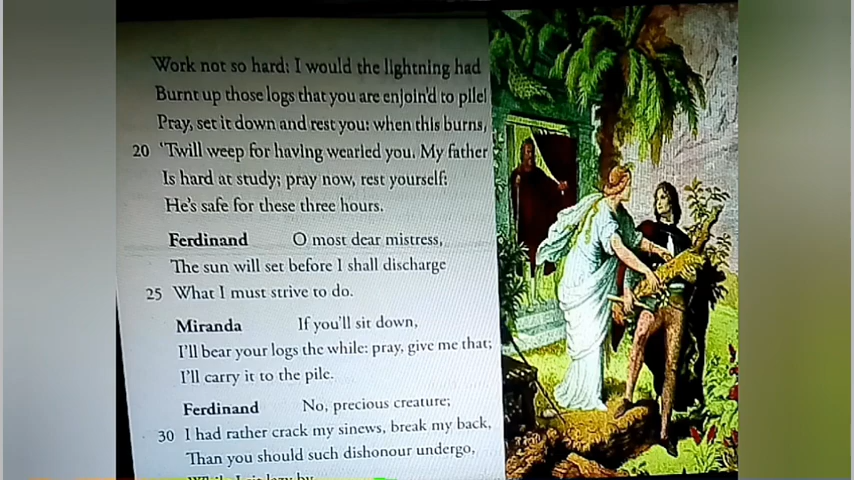 Work not so hard: I would the lightning had
Burnt up those logs that you are enjoin'd to pile!
Pray, set it down and rest you: when this burns,
20 'Twill weep for having wearied you. My father
Is hard at study; pray now, rest yourself:
He's safe for these three hours.
Ferdinand O most dear mistress,
The sun will set before I shall discharge
25 What I must strive to do.
Miranda If you'll sit down,
I'll bear your logs the while: pray, give me that;
I'll carry it to the pile.
Ferdinand No, precious creature;
30 I had rather crack my sinews, break my back,
Than you should such dishonour undergo,
While I sit lazy by.